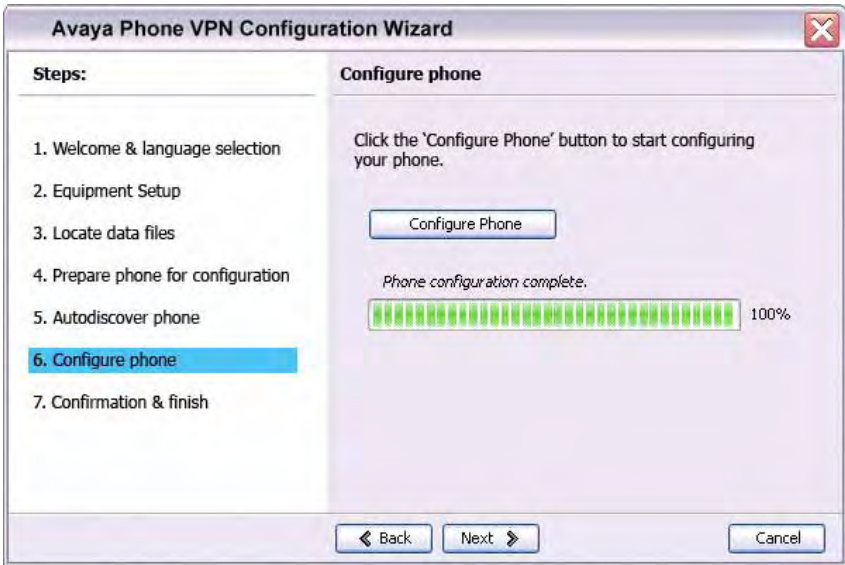 Avaya Phone VPN Configuration Wizard
Steps:
1. Welcome & language selection
2. Equipment Setup
3. Locate data files
4. Prepare phone for configuration
5. Autodiscover phone
6. Configure phone
7. Confirmation & finish
Configure phone
Click the ‘Configure Phone’ button to start configuring
your phone.
Configure Phone
Phone configuration complete.
100%
Back
Next
Cancel